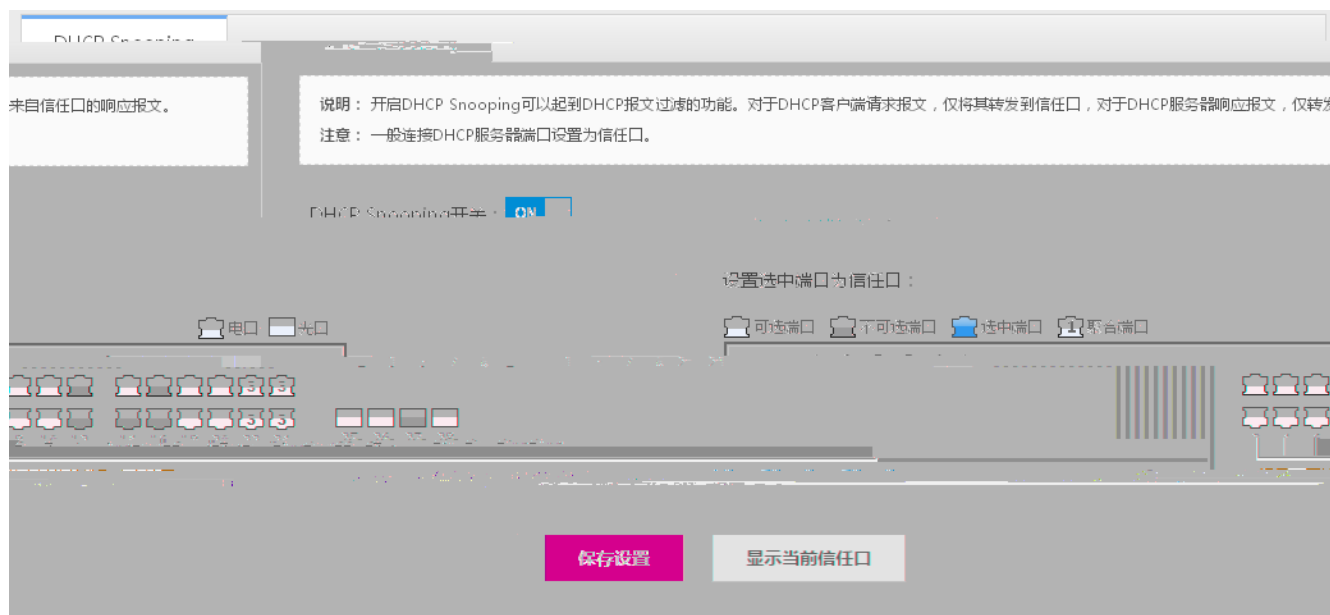 DHCP Snooping
来自信任口的响应报文。
说明： 开启DHCP Snooping可以起到DHCP报文过滤的功能。对于DHCP客户端请求报文，仅将其转发到信任口，对于DHCP服务器响应报文，仅转发
注意： 一般连接DHCP服务器端口设置为信任口。
DHCP Snooping开关： ON
设置选中端口为信任口：
电口 光口
可选端口 不可选端口 选中端口 1 聚合端口
3 3
3 3
保存设置 显示当前信任口